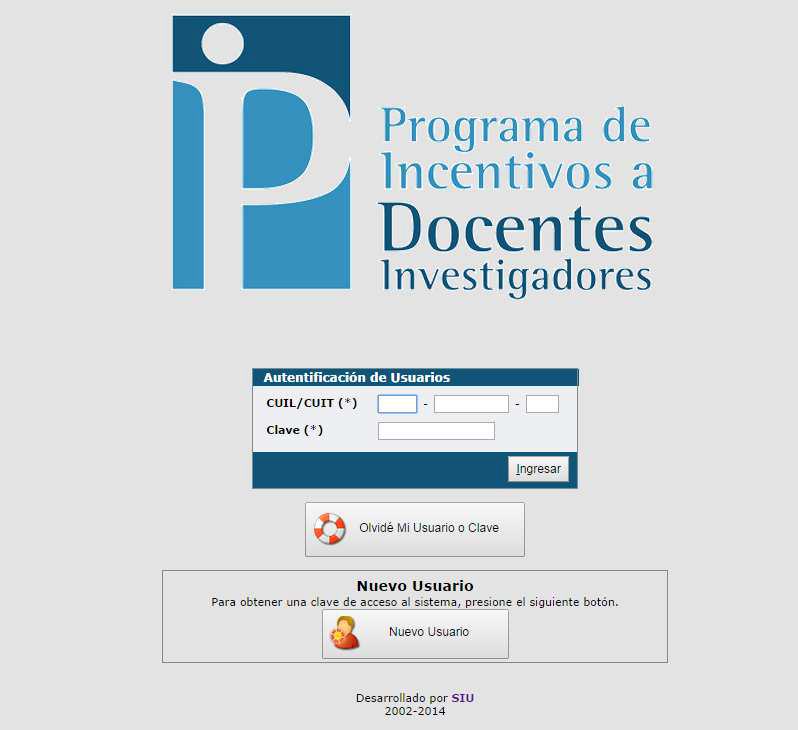 Programa de
Incentivos a
Docentes
Investigadores
Autentificación de Usuarios
CUIL/CUIT (*) - -
Clave (*)
Ingresar
Olvidé Mi Usuario o Clave
Nuevo Usuario
Para obtener una clave de acceso al sistema, presione el siguiente botón.
Nuevo Usuario
Desarrollado por SIU
2002-2014